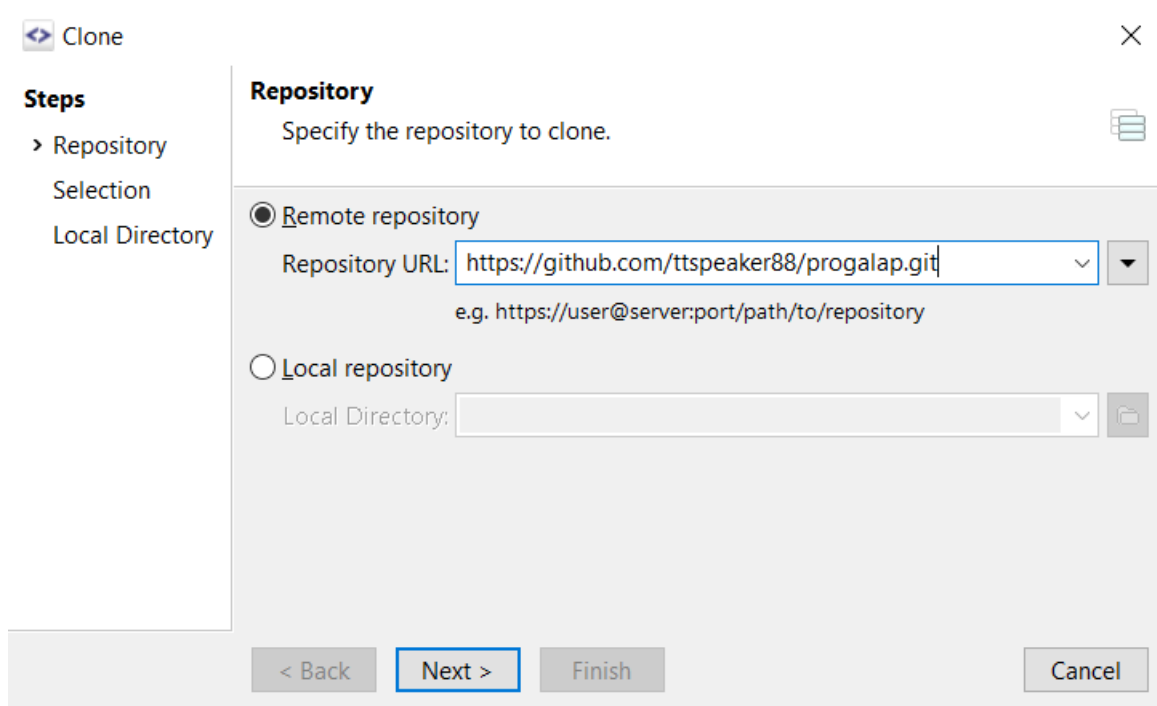 Clone
Steps
Repository
Selection
Local Directory
Repository
Specify the repository to clone.
Remote repository
Repository URL: https://github.com/ttspeaker88/progalap.git
e.g. https://user@server:port/path/to/repository
Local repository
Local Directory:
< Back Next > Finish Cancel